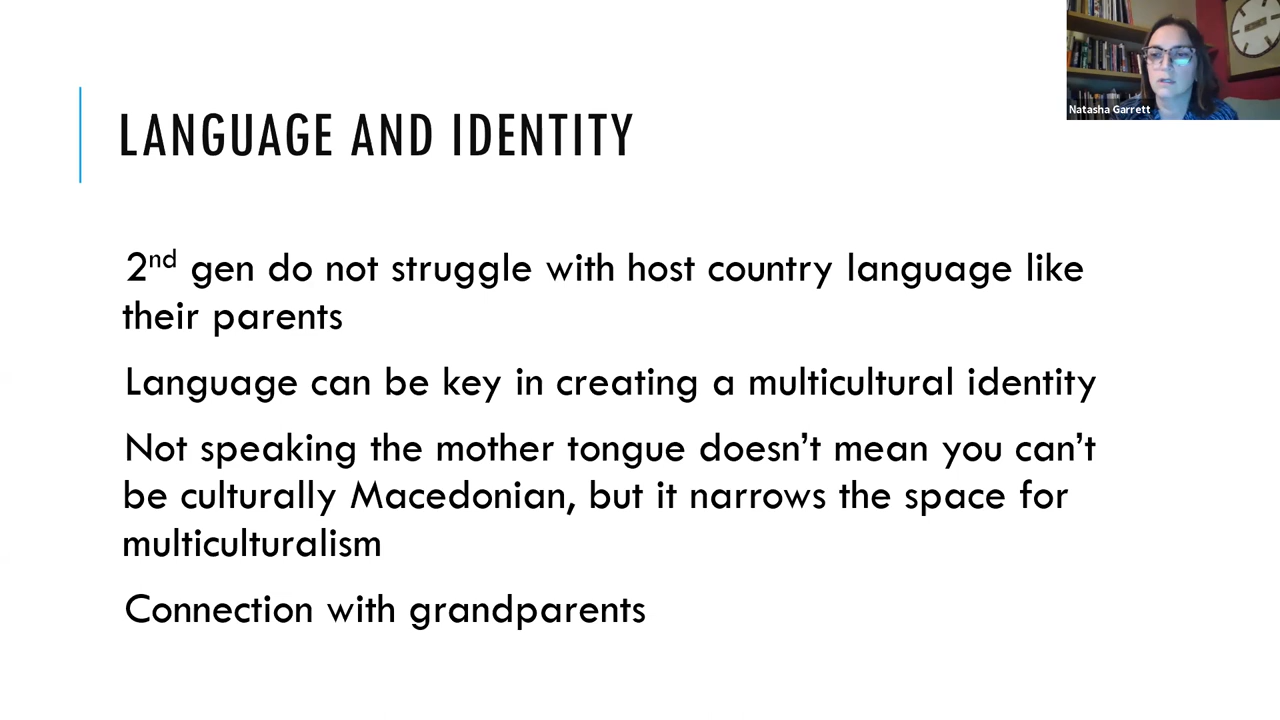 Natasha Garrett
LANGUAGE AND IDENTITY
2nd gen do not struggle with host country language like
their parents
Language can be key in creating a multicultural identity
Not speaking the mother tongue doesn’t mean you can’t
be culturally Macedonian, but it narrows the space for
multiculturalism
Connection with grandparents